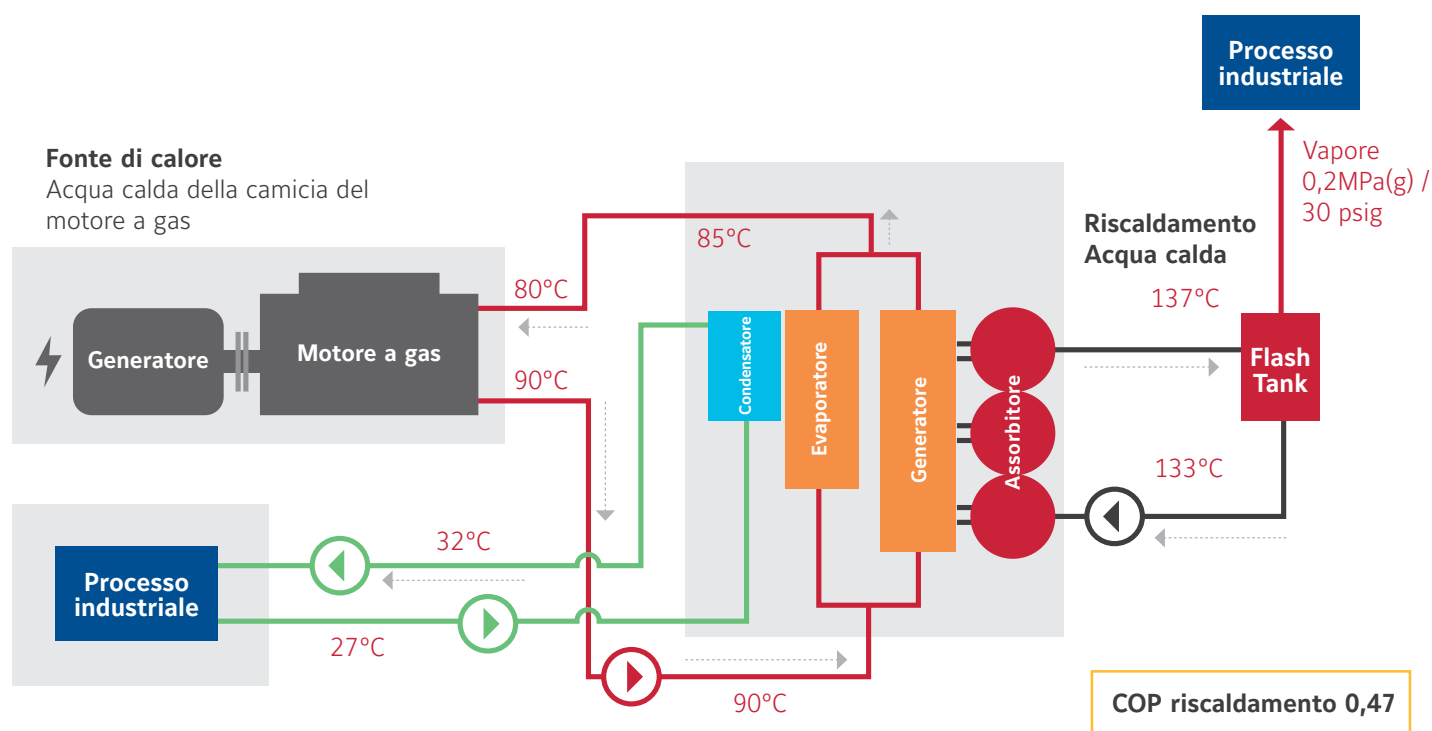 Processo
industriale
Vapore
0,2MPa(g) /
30 psig
Fonte di calore
Acqua calda della camicia del
motore a gas
Riscaldamento
Acqua calda
85°C
80°C
137°C
Generatore
Motore a gas
90°C
Condensatore
Evaporatore
Generatore
Assorbitore
Flash
Tank
133°C
32°C
Processo
industriale
27°C
90°C
COP riscaldamento 0,47